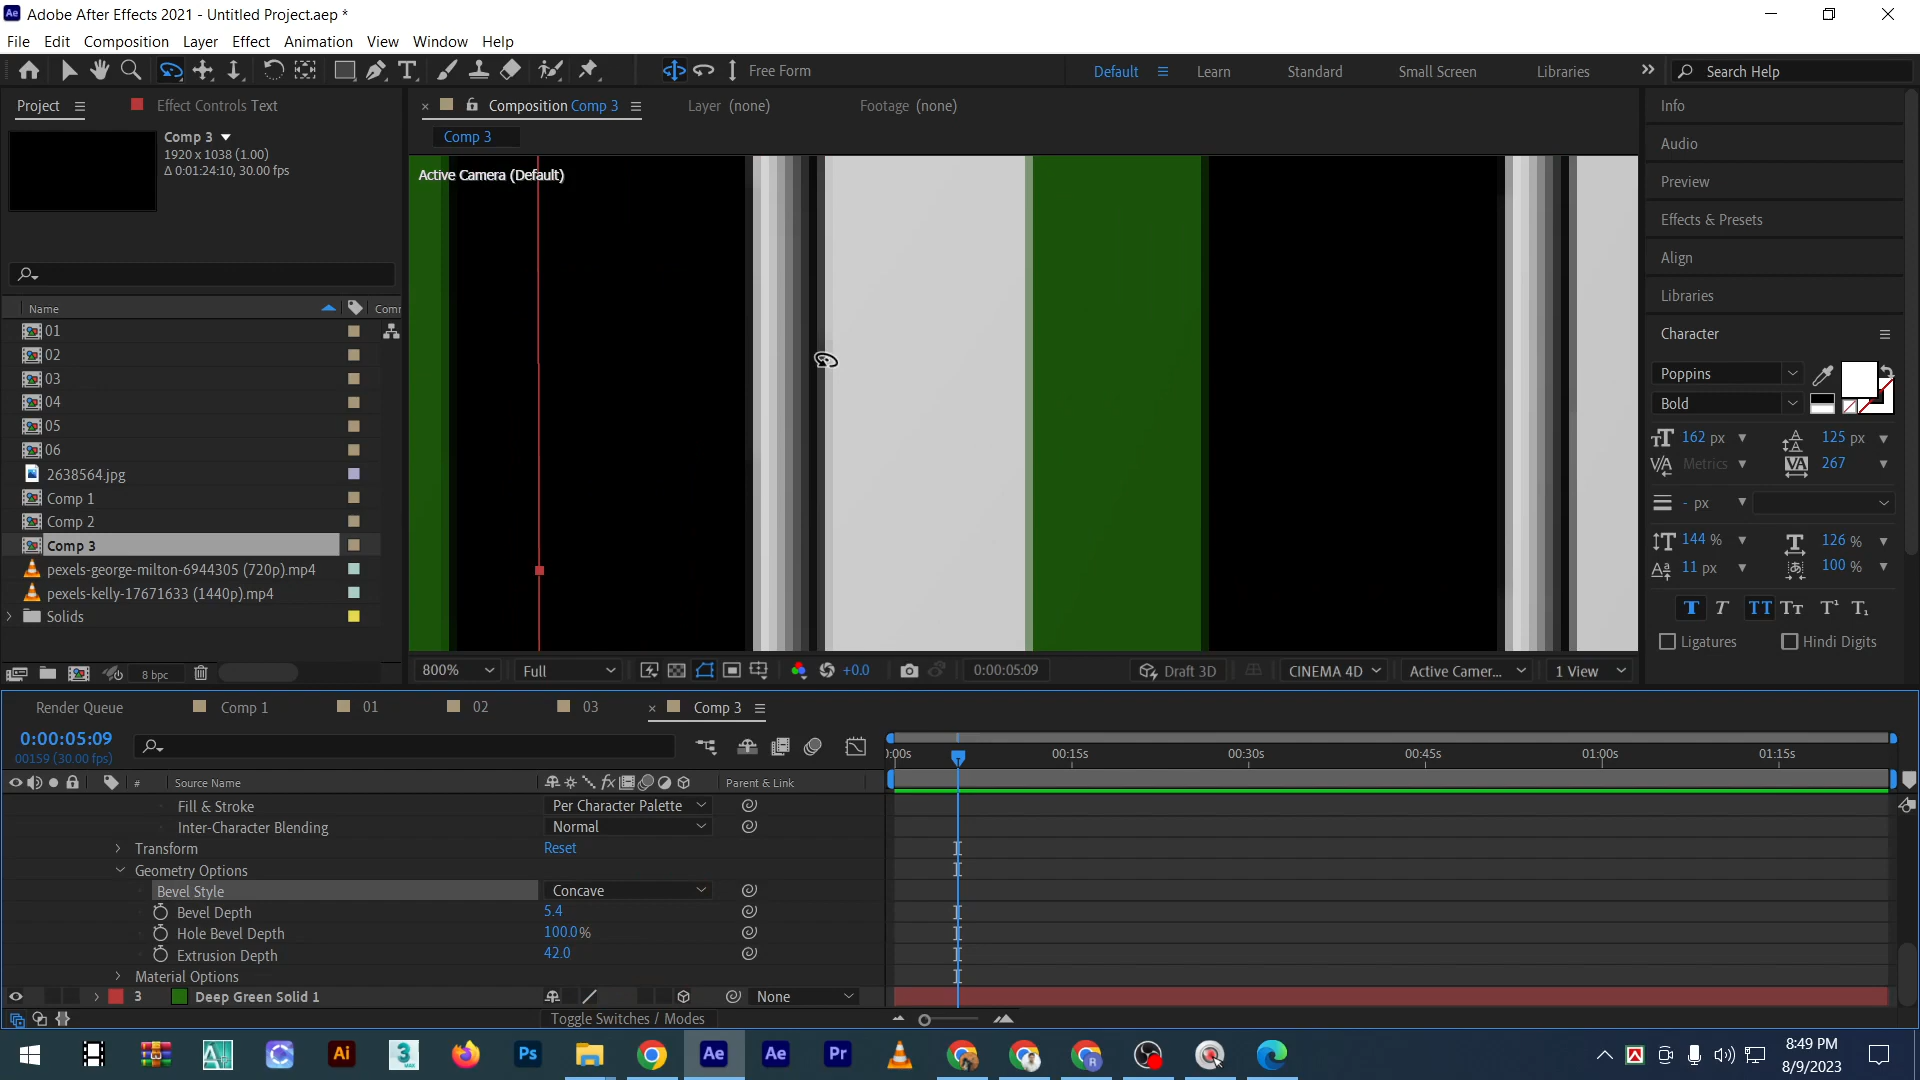 Adobe After Effects 2021 - Untitled Project.aep *
File Edit Composition Layer Effect Animation View Window Help
Free Form
Default Learn Standard Small Screen Libraries Search Help
Project Effect Controls Text
Composition Comp 3 Layer (none) Footage (none)
Comp 3
1920 x 1038 (1.00)
Δ 0:01:24:10, 30.00 fps
Comp 3
Active Camera (Default)
Name
01
02
03
04
05
06
2638564.jpg
Comp 1
Comp 2
Comp 3
pexels-george-milton-6944305 (720p).mp4
pexels-kelly-17671633 (1440p).mp4
Solids
8 bpc
800% Full +0.0 0:00:05:09 Draft 3D CINEMA 4D Active Camer... 1 View
Info
Audio
Preview
Effects & Presets
Align
Libraries
Character
Poppins
Bold
162 px 125 px
Metrics 267
- px
144 % 126 %
11 px 100 %
Ligatures Hindi Digits
Render Queue Comp 1 01 02 03 Comp 3
0:00:05:09
00159 (30.00 fps)
# Source Name Parent & Link
00s 00:15s 00:30s 00:45s 01:00s 01:15s
Fill & Stroke Per Character Palette
Inter-Character Blending Normal
Transform Reset
Geometry Options
Bevel Style Concave
Bevel Depth 5.4
Hole Bevel Depth 100.0%
Extrusion Depth 42.0
Material Options
3 Deep Green Solid 1 None
Toggle Switches / Modes
8:49 PM
8/9/2023